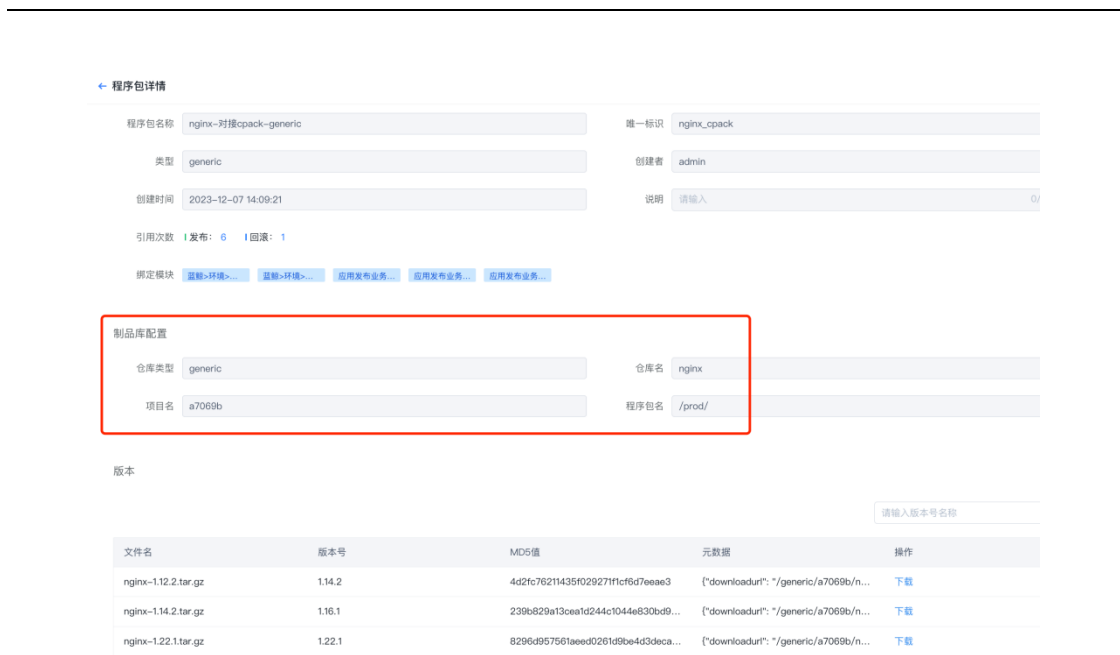 ← 程序包详情
程序包名称 nginx-对接cpack-generic 唯一标识 nginx_cpack
类型 generic 创建者 admin
创建时间 2023-12-07 14:09:21 说明 请输入 0/
引用次数 发布: 6 回滚: 1
绑定模块 蓝鲸>环境>... 蓝鲸>环境>... 应用发布业务... 应用发布业务... 应用发布业务...
制品库配置
仓库类型 generic 仓库名 nginx
项目名 a7069b 程序包名 /prod/
版本
请输入版本号名称
文件名 版本号 MD5值 元数据 操作
nginx-1.12.2.tar.gz 1.14.2 4d2fc76211435f029271f1cf6d7eeae3 {"downloadurl": "/generic/a7069b/n... 下载
nginx-1.14.2.tar.gz 1.16.1 239b829a13cea1d244c1044e830bd9... {"downloadurl": "/generic/a7069b/n... 下载
nginx-1.22.1.tar.gz 1.22.1 8296d957561aeed0261d9be4d3deca... {"downloadurl": "/generic/a7069b/n... 下载